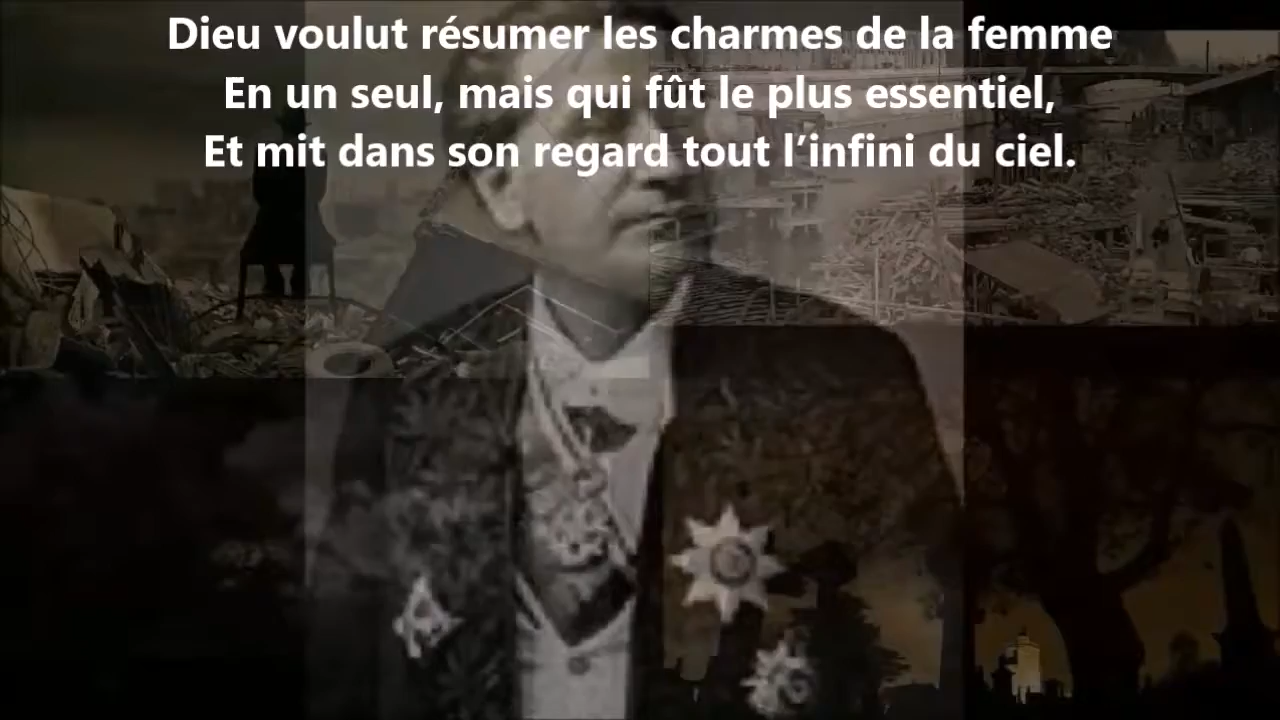 Dieu voulut résumer les charmes de la femme
En un seul, mais qui fût le plus essentiel,
Et mit dans son regard tout l’infini du ciel.